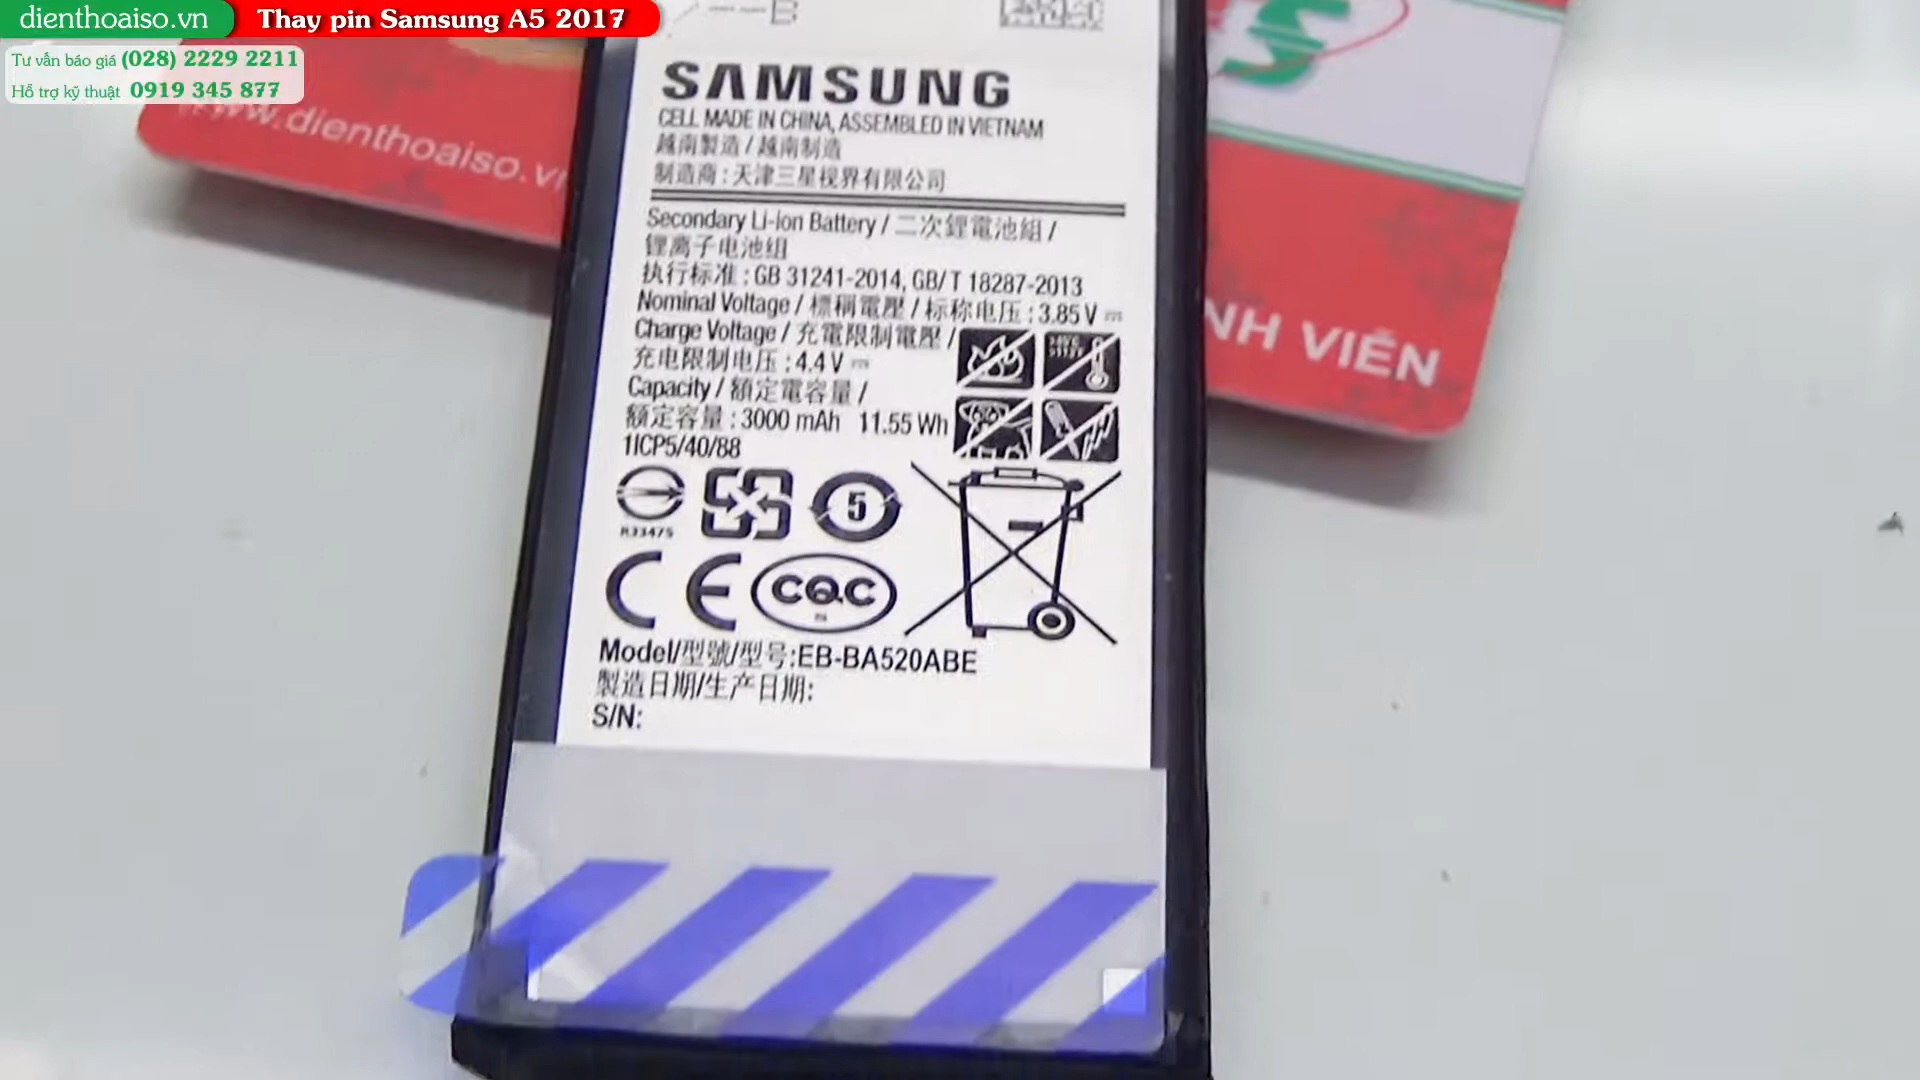 dienthoaiso.vn
Thay pin Samsung A5 2017
Tư vấn báo giá (028) 2229 2211
Hỗ trợ kỹ thuật 0919 345 877
www.dienthoaiso.vn
NH VIÊN
SAMSUNG
CELL MADE IN CHINA, ASSEMBLED IN VIETNAM
越南製造 / 越南制造
制造商 : 天津三星视界有限公司
Secondary Li-ion Battery / 二次鋰電池組 /
锂离子电池组
执行标准 : GB 31241-2014, GB/T 18287-2013
Nominal Voltage / 標稱電壓 / 标称电压 : 3.85 V
Charge Voltage / 充電限制電壓 /
充电限制电压 : 4.4 V
Capacity / 額定電容量 /
額定容量 : 3000 mAh 11.55 Wh
1ICP5/40/88
R33475
5
CE
CQC
Model/型號/型号:EB-BA520ABE
製造日期/生产日期:
S/N: